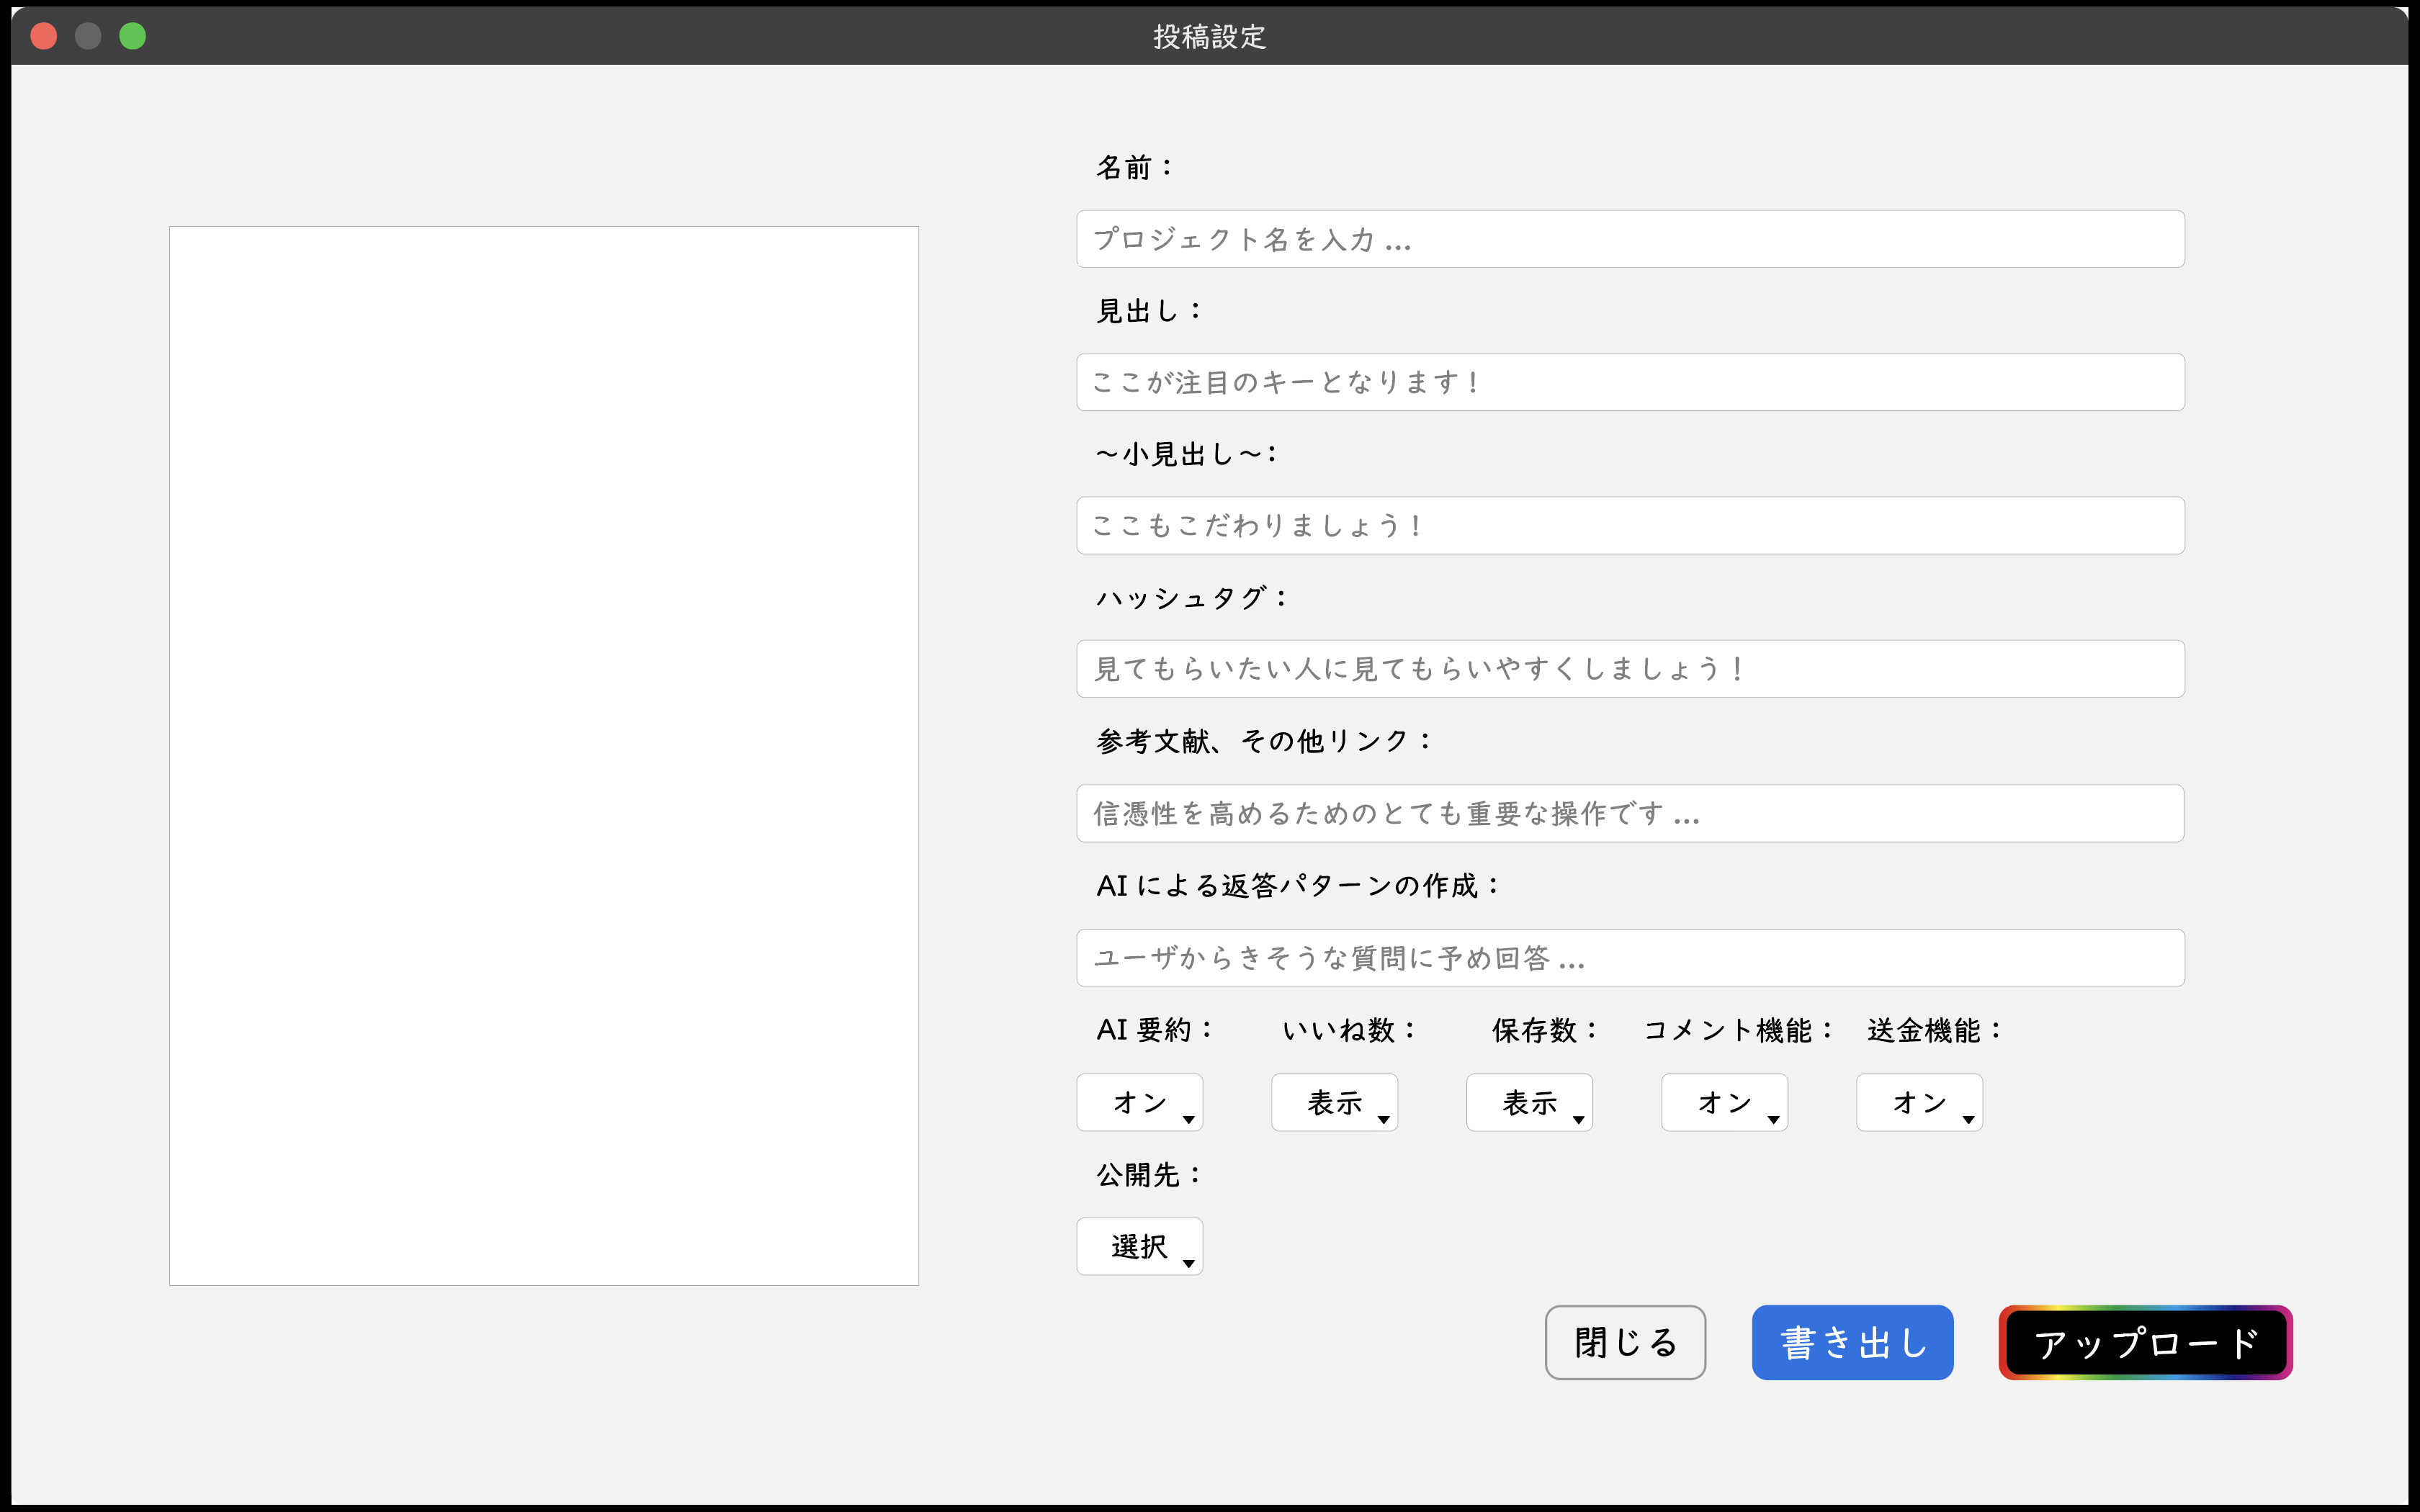 投稿設定
名前：
プロジェクト名を入力 ...
見出し：
ここが注目のキーとなります！
～小見出し～：
ここもこだわりましょう！
ハッシュタグ：
見てもらいたい人に見てもらいやすくしましょう！
参考文献、その他リンク：
信憑性を高めるためのとても重要な操作です ...
AI による返答パターンの作成：
ユーザからきそうな質問に予め回答 ...
AI 要約： いいね数： 保存数： コメント機能： 送金機能：
オン 表示 表示 オン オン
公開先：
選択
閉じる 書き出し アップロード